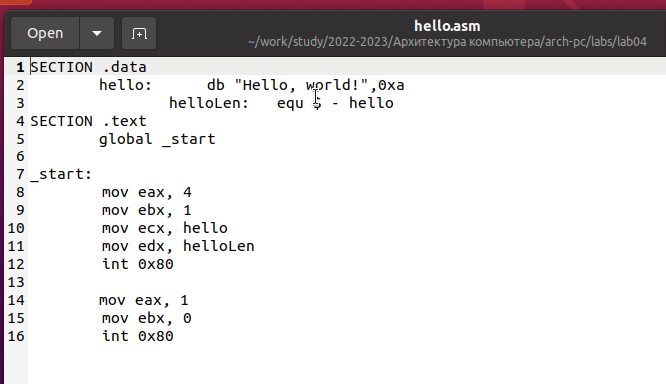 Open
hello.asm
~/work/study/2022-2023/Архитектура компьютера/arch-pc/labs/lab04
1 SECTION .data
2 hello: db "Hello, world!",0xa
3 helloLen: equ $ - hello
4 SECTION .text
5 global _start
6
7 _start:
8 mov eax, 4
9 mov ebx, 1
10 mov ecx, hello
11 mov edx, helloLen
12 int 0x80
13
14 mov eax, 1
15 mov ebx, 0
16 int 0x80